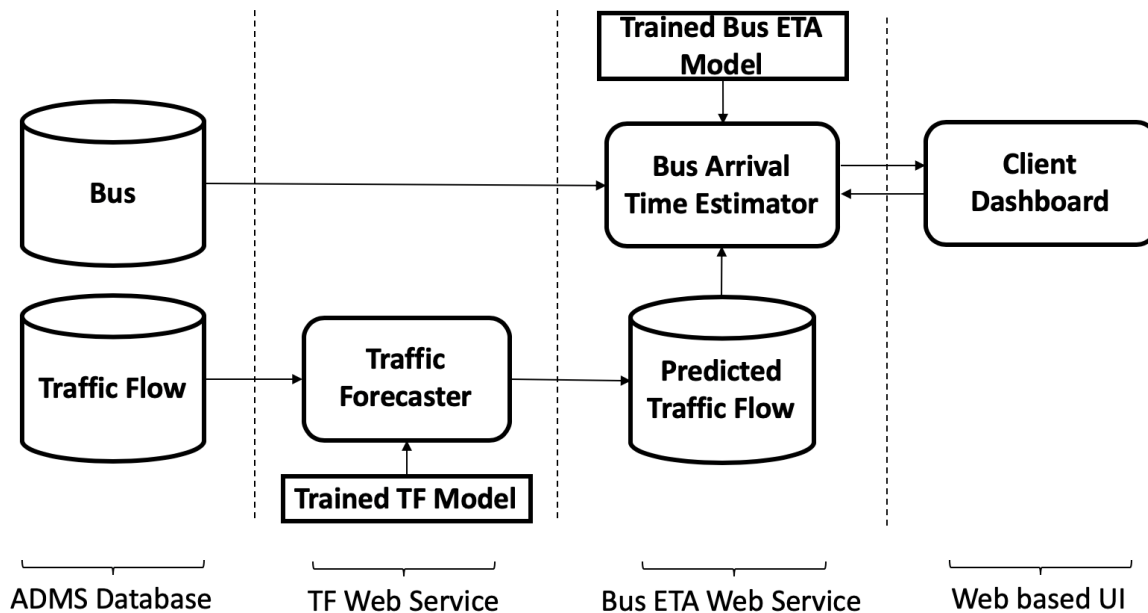 Trained Bus ETA
Model
Bus
Bus Arrival
Time Estimator
Client
Dashboard
Traffic Flow
Traffic
Forecaster
Predicted
Traffic Flow
Trained TF Model
ADMS Database
TF Web Service
Bus ETA Web Service
Web based UI